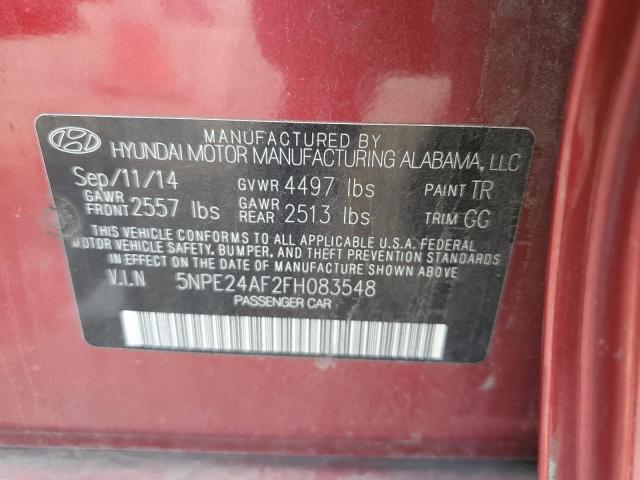 MANUFACTURED BY
HYUNDAI MOTOR MANUFACTURING ALABAMA, LLC
Sep/11/14 GVWR 4497 lbs PAINT TR
GAWR FRONT 2557 lbs GAWR REAR 2513 lbs TRIM GG
THIS VEHICLE CONFORMS TO ALL APPLICABLE U.S.A. FEDERAL
MOTOR VEHICLE SAFETY, BUMPER, AND THEFT PREVENTION STANDARDS
IN EFFECT ON THE DATE OF MANUFACTURE SHOWN ABOVE.
V.I.N 5NPE24AF2FH083548
PASSENGER CAR